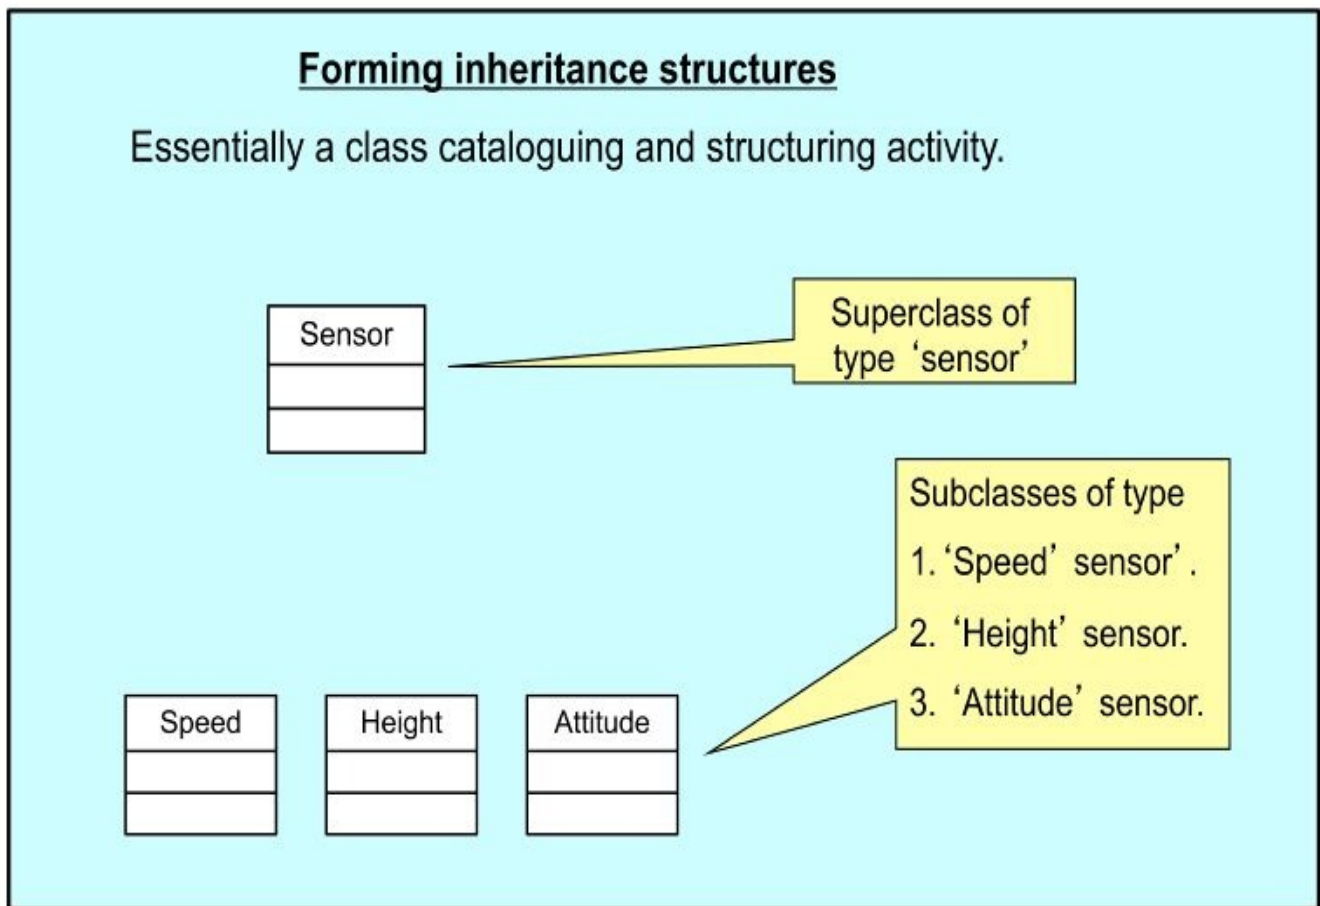 Forming inheritance structures
Essentially a class cataloguing and structuring activity.
Sensor
Superclass of
type ‘sensor’
Subclasses of type
1. ‘Speed’ sensor’.
2. ‘Height’ sensor.
3. ‘Attitude’ sensor.
Speed
Height
Attitude